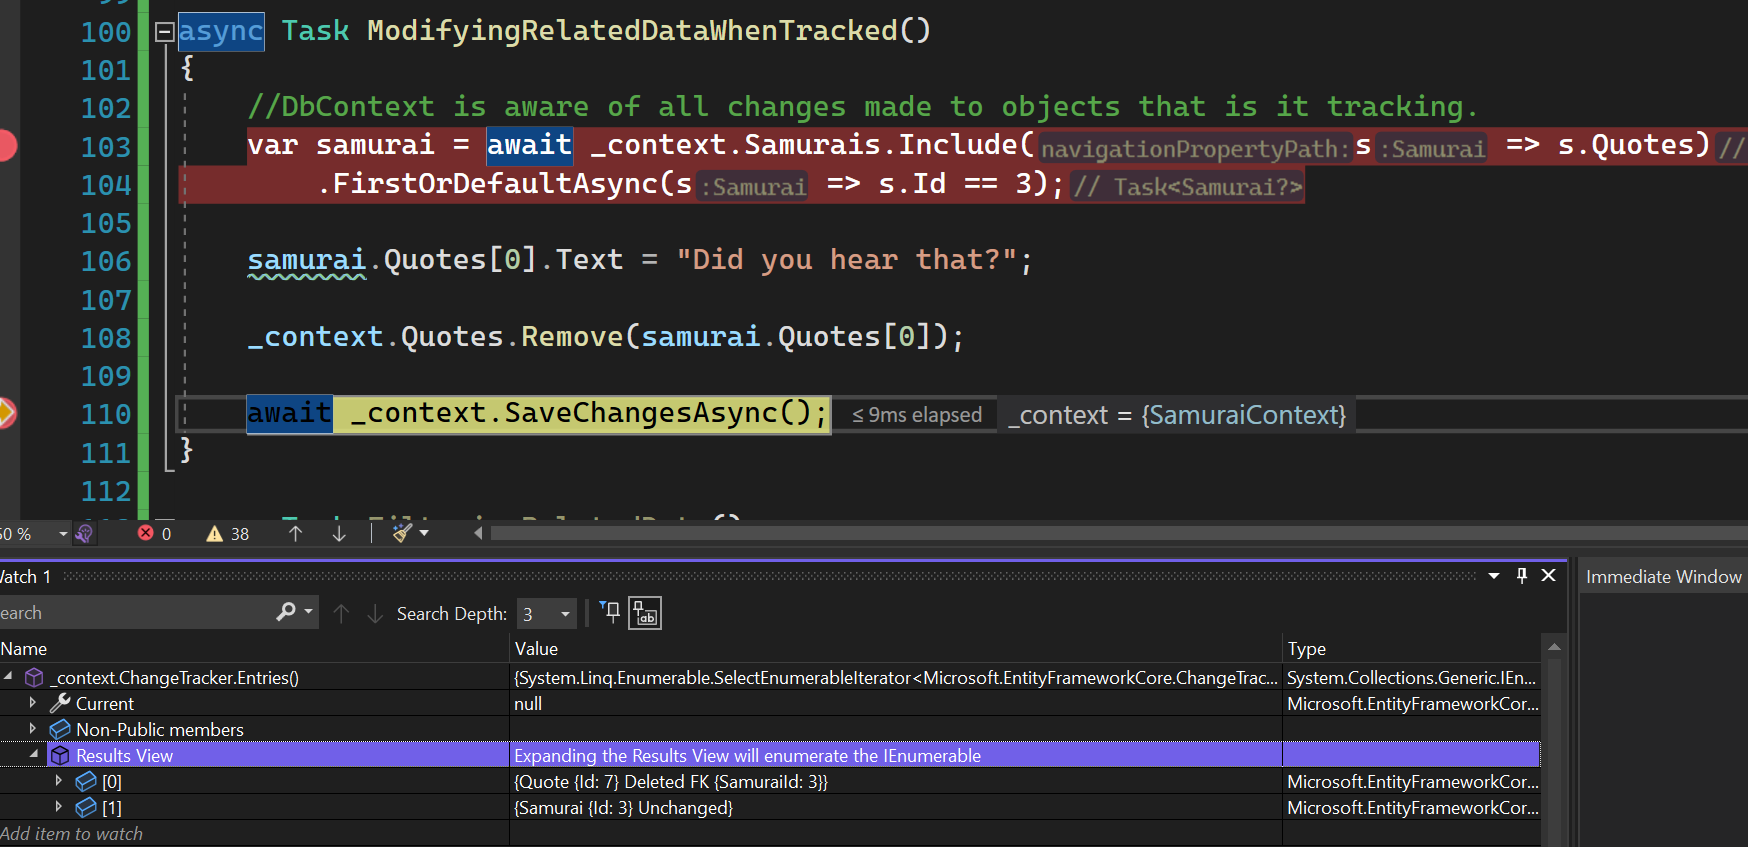 100 async Task ModifyingRelatedDataWhenTracked()
101 {
102 //DbContext is aware of all changes made to objects that is it tracking.
103 var samurai = await _context.Samurais.Include(navigationPropertyPath: s :Samurai => s.Quotes) //
104 .FirstOrDefaultAsync(s :Samurai => s.Id == 3); // Task<Samurai?>
105
106 samurai.Quotes[0].Text = "Did you hear that?";
107
108 _context.Quotes.Remove(samurai.Quotes[0]);
109
110 await _context.SaveChangesAsync(); ≤ 9ms elapsed _context = {SamuraiContext}
111 }
112
0 % 0 38
atch 1 Immediate Window
earch Search Depth: 3
Name Value Type
_context.ChangeTracker.Entries() {System.Linq.Enumerable.SelectEnumerableIterator<Microsoft.EntityFrameworkCore.ChangeTrac... System.Collections.Generic.IEn...
Current null Microsoft.EntityFrameworkCor...
Non-Public members
Results View Expanding the Results View will enumerate the IEnumerable
[0] {Quote {Id: 7} Deleted FK {SamuraiId: 3}} Microsoft.EntityFrameworkCor...
[1] {Samurai {Id: 3} Unchanged} Microsoft.EntityFrameworkCor...
Add item to watch